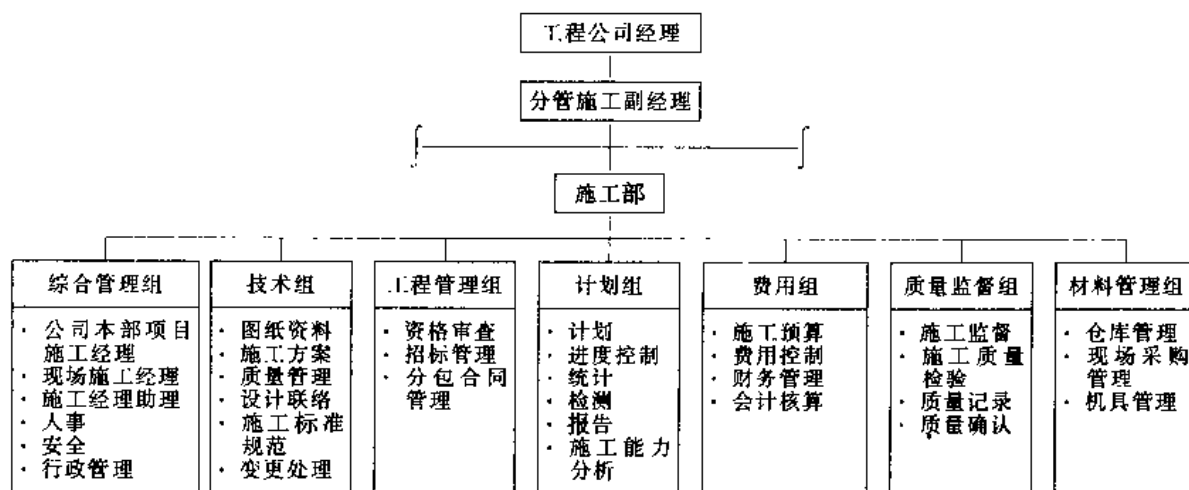 工程公司经理
分管施工副经理
施工部
综合管理组
· 公司本部项目
施工经理
· 现场施工经理
· 施工经理助理
· 人事
· 安全
· 行政管理
技术组
· 图纸资料
· 施工方案
· 质量管理
· 设计联络
· 施工标准
规范
· 变更处理
工程管理组
· 资格审查
· 招标管理
· 分包合同
管理
计划组
· 计划
· 进度控制
· 统计
· 检测
· 报告
· 施工能力
分析
费用组
· 施工预算
· 费用控制
· 财务管理
· 会计核算
质量监督组
· 施工监督
· 施工质量
检验
· 质量记录
· 质量确认
材料管理组
· 仓库管理
· 现场采购
管理
· 机具管理